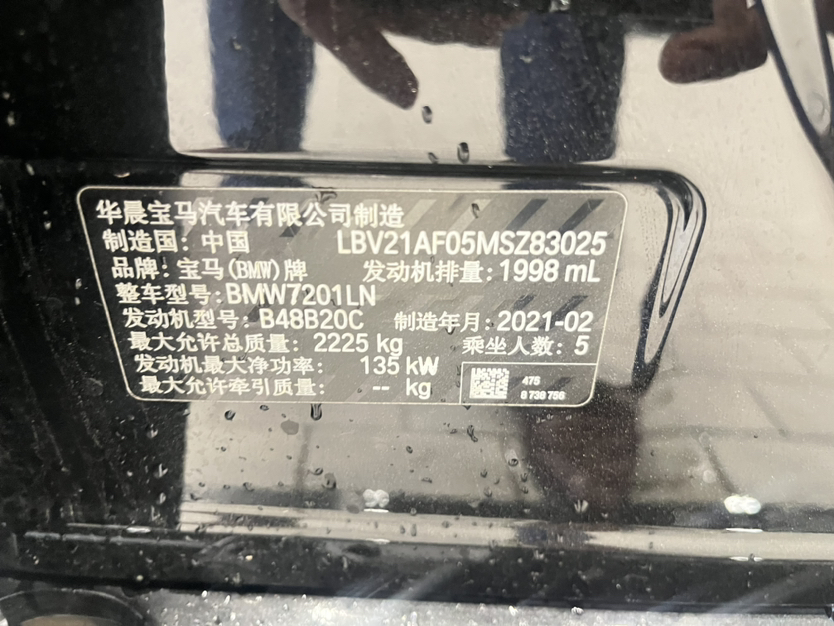 华晨宝马汽车有限公司制造
制造国：中国 LBV21AF05MSZ83025
品牌：宝马(BMW)牌 发动机排量：1998 mL
整车型号：BMW7201LN
发动机型号：B48B20C 制造年月：2021-02
最大允许总质量：2225 kg 乘坐人数：5
发动机最大净功率：135 kW
最大允许牵引质量：-- kg
475
8 738 756